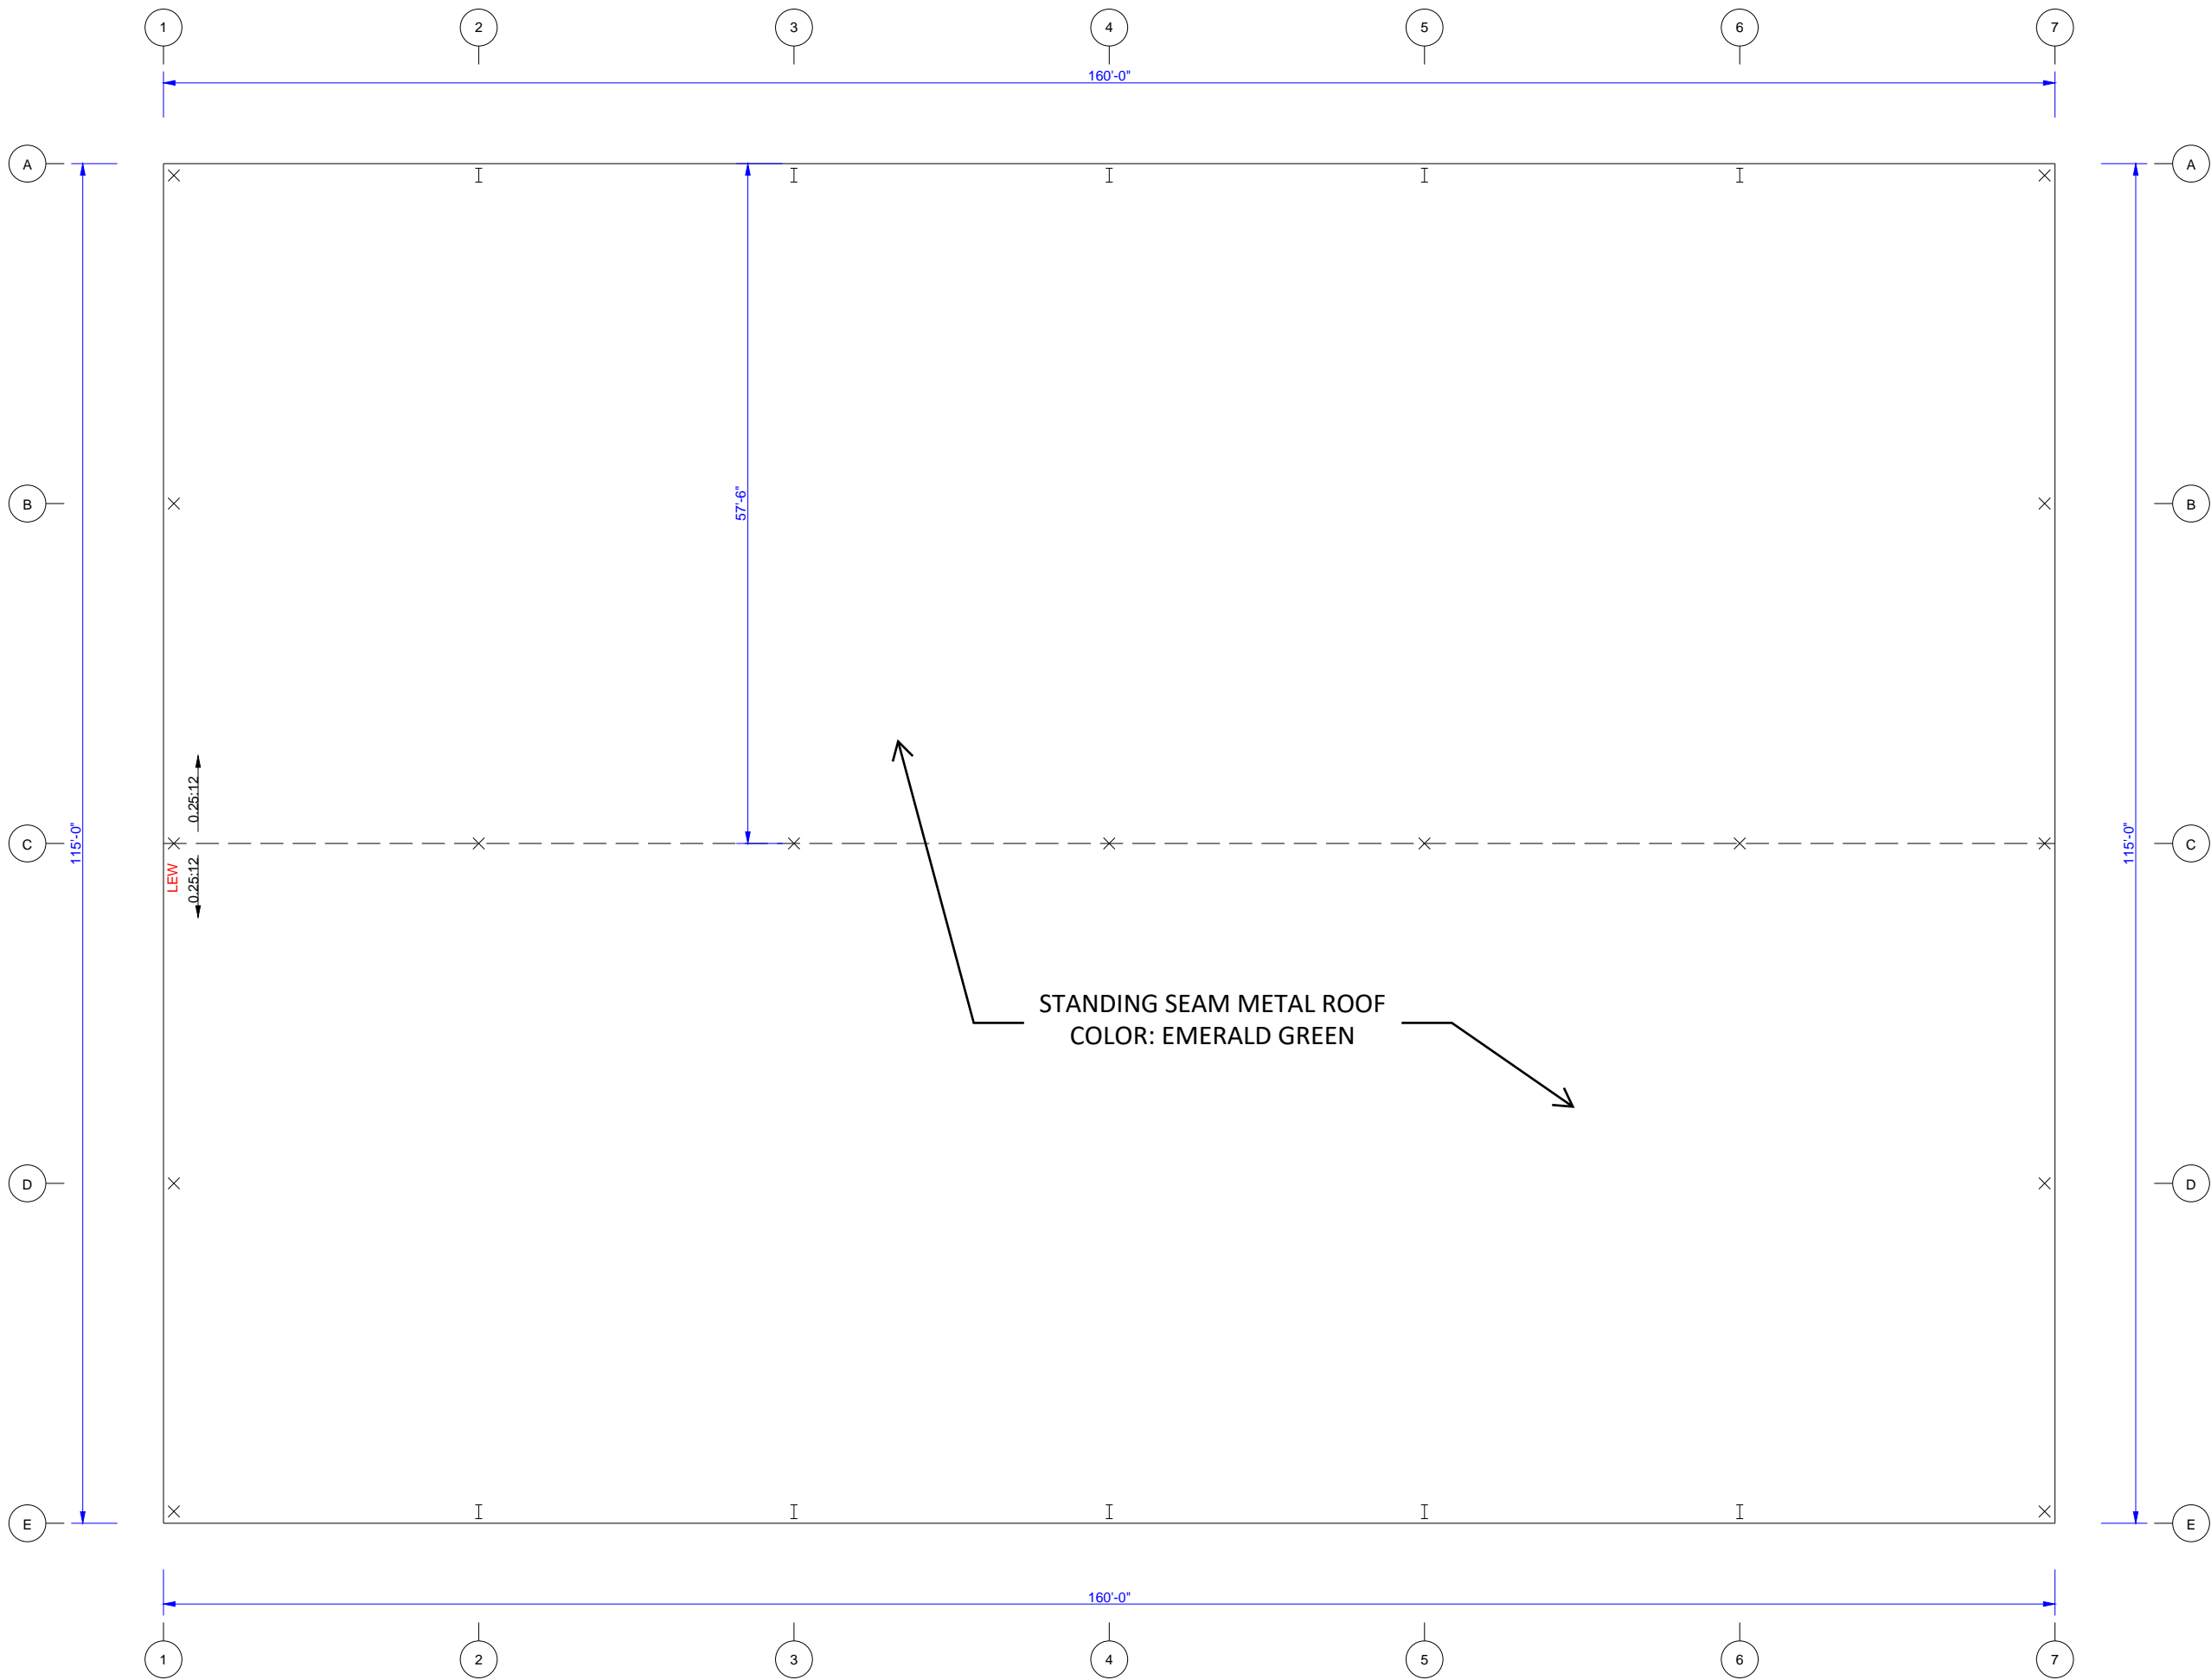 1 2 3 4 5 6 7
160'-0"
A A
B B
57'-6"
0.25:12
C 115'-0" 115'-0" C
LEW
0.25:12
STANDING SEAM METAL ROOF
COLOR: EMERALD GREEN
D D
E E
160'-0"
1 2 3 4 5 6 7